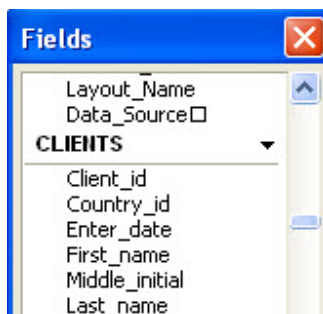 Fields
Layout_Name
Data_Source□
CLIENTS
Client_id
Country_id
Enter_date
First_name
Middle_initial
Last_name